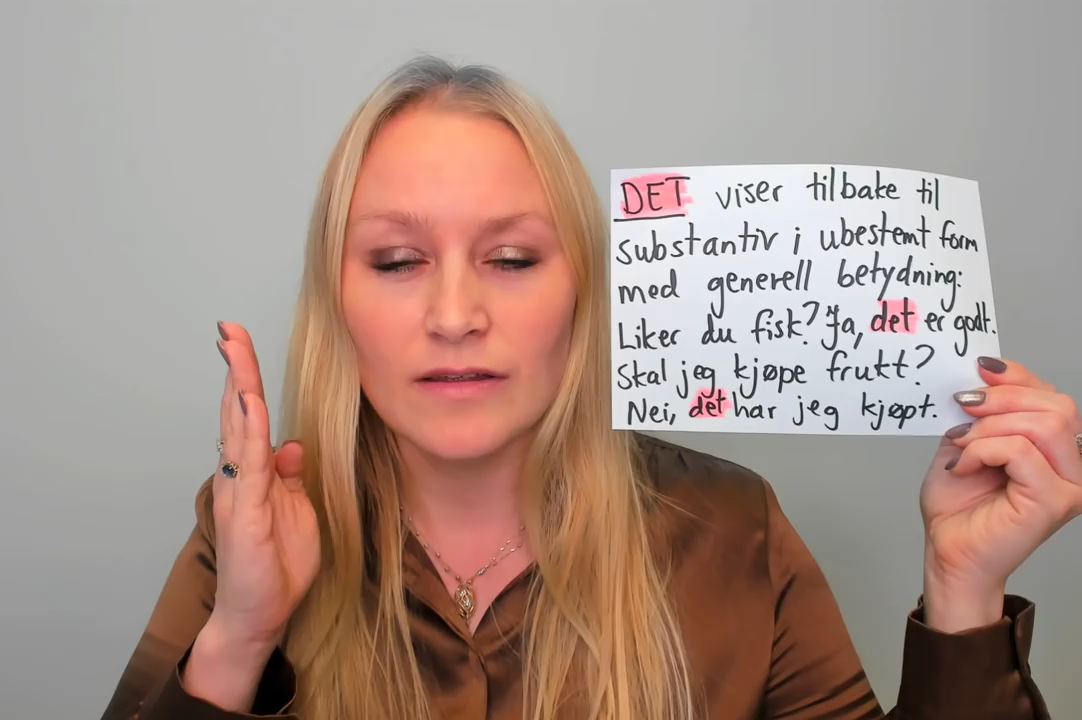 DET viser tilbake til
substantiv i ubestemt form
med generell betydning:
Liker du fisk? Ja, det er godt.
Skal jeg kjøpe frukt?
Nei, det har jeg kjøpt.